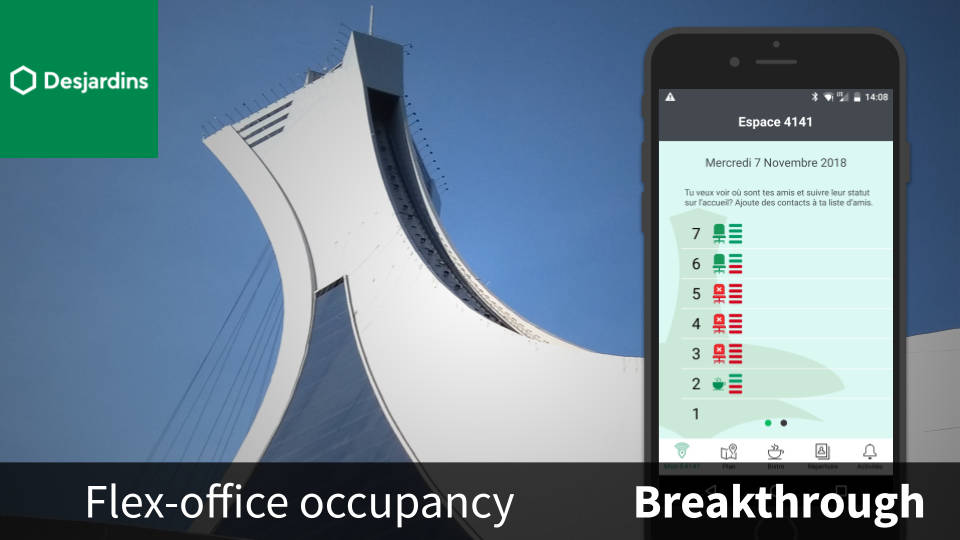 Desjardins
14:08
Espace 4141
Mercredi 7 Novembre 2018
Tu veux voir où sont tes amis et suivre leur statut
sur l'accueil? Ajoute des contacts à ta liste d'amis.
7
6
5
4
3
2
1
Plan
Bistro
Répertoire
Activités
Flex-office occupancy
Breakthrough